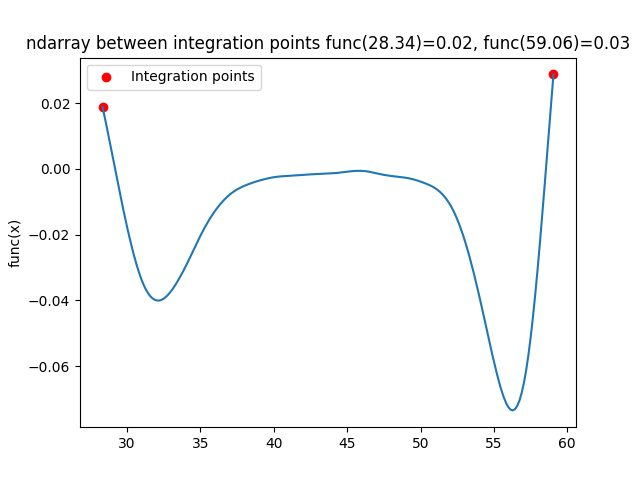 ndarray between integration points func(28.34)=0.02, func(59.06)=0.03
Integration points
0.02
0.00
−0.02
−0.04
−0.06
func(x)
30 35 40 45 50 55 60